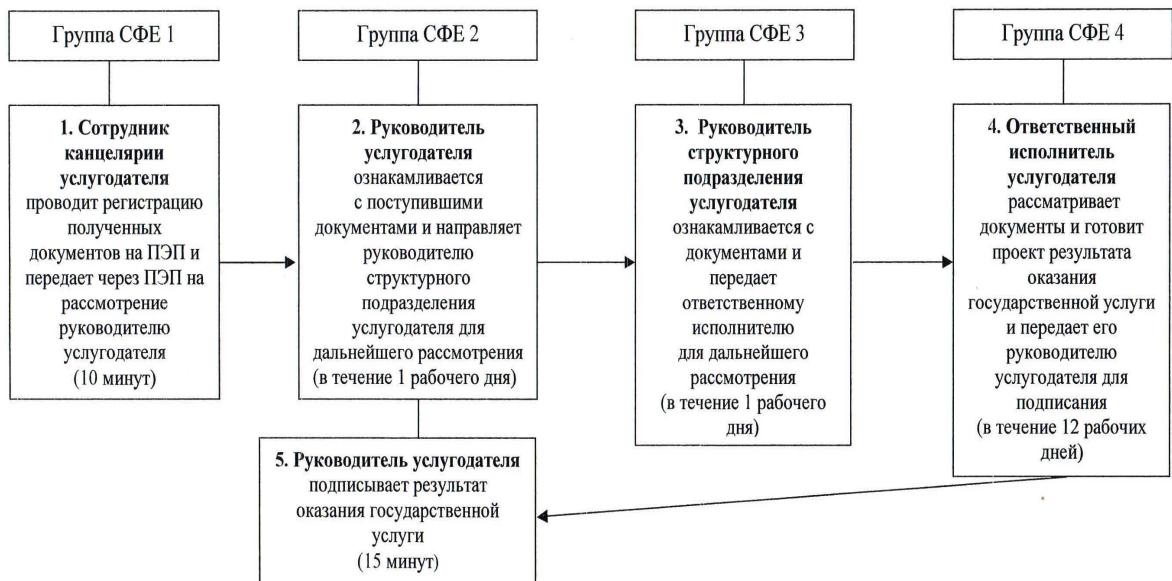 Группа СФЕ 1
Группа СФЕ 2
Группа СФЕ 3
Группа СФЕ 4
1. Сотрудник
канцелярии
услугодателя
проводит регистрацию
полученных
документов на ПЭП и
передает через ПЭП на
рассмотрение
руководителю
услугодателя
(10 минут)
2. Руководитель
услугодателя
ознакамливается
с поступившими
документами и направляет
руководителю
структурного
подразделения
услугодателя для
дальнейшего рассмотрения
(в течение 1 рабочего дня)
3. Руководитель
структурного
подразделения
услугодателя
ознакамливается с
документами и
передает
ответственному
исполнителю
для дальнейшего
рассмотрения
(в течение 1 рабочего
дня)
4. Ответственный
исполнитель
услугодателя
рассматривает
документы и готовит
проект результата
оказания
государственной услуги
и передает его
руководителю
услугодателя для
подписания
(в течение 12 рабочих
дней)
5. Руководитель услугодателя
подписывает результат
оказания государственной
услуги
(15 минут)